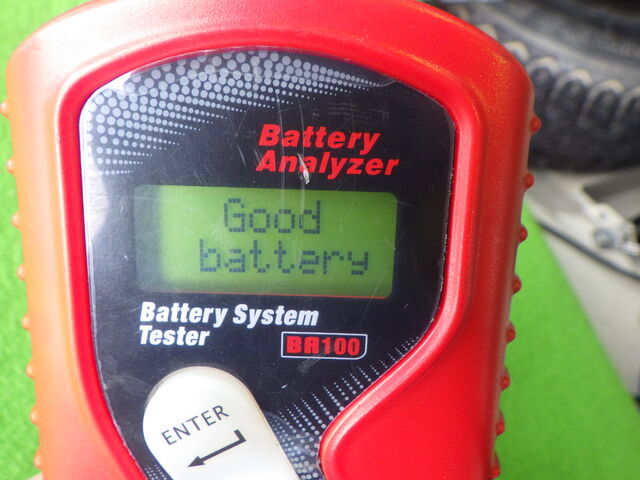 Battery
Analyzer
Good
battery
Battery System
Tester
BR100
ENTER